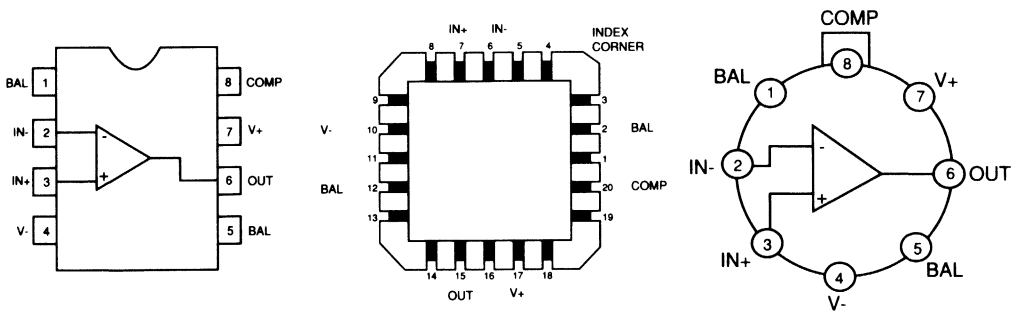 BAL 1
8 COMP
IN- 2
7 V+
-
IN+ 3
+
6 OUT
V- 4
5 BAL
IN+ IN-
8 7 6 5 4
INDEX
CORNER
9
3
V- 10
2 BAL
11
1
BAL 12
20 COMP
13
19
14 15 16 17 18
OUT V+
COMP
8
BAL
1
V+
7
IN- 2
-
6 OUT
+
3
IN+
5
BAL
4
V-